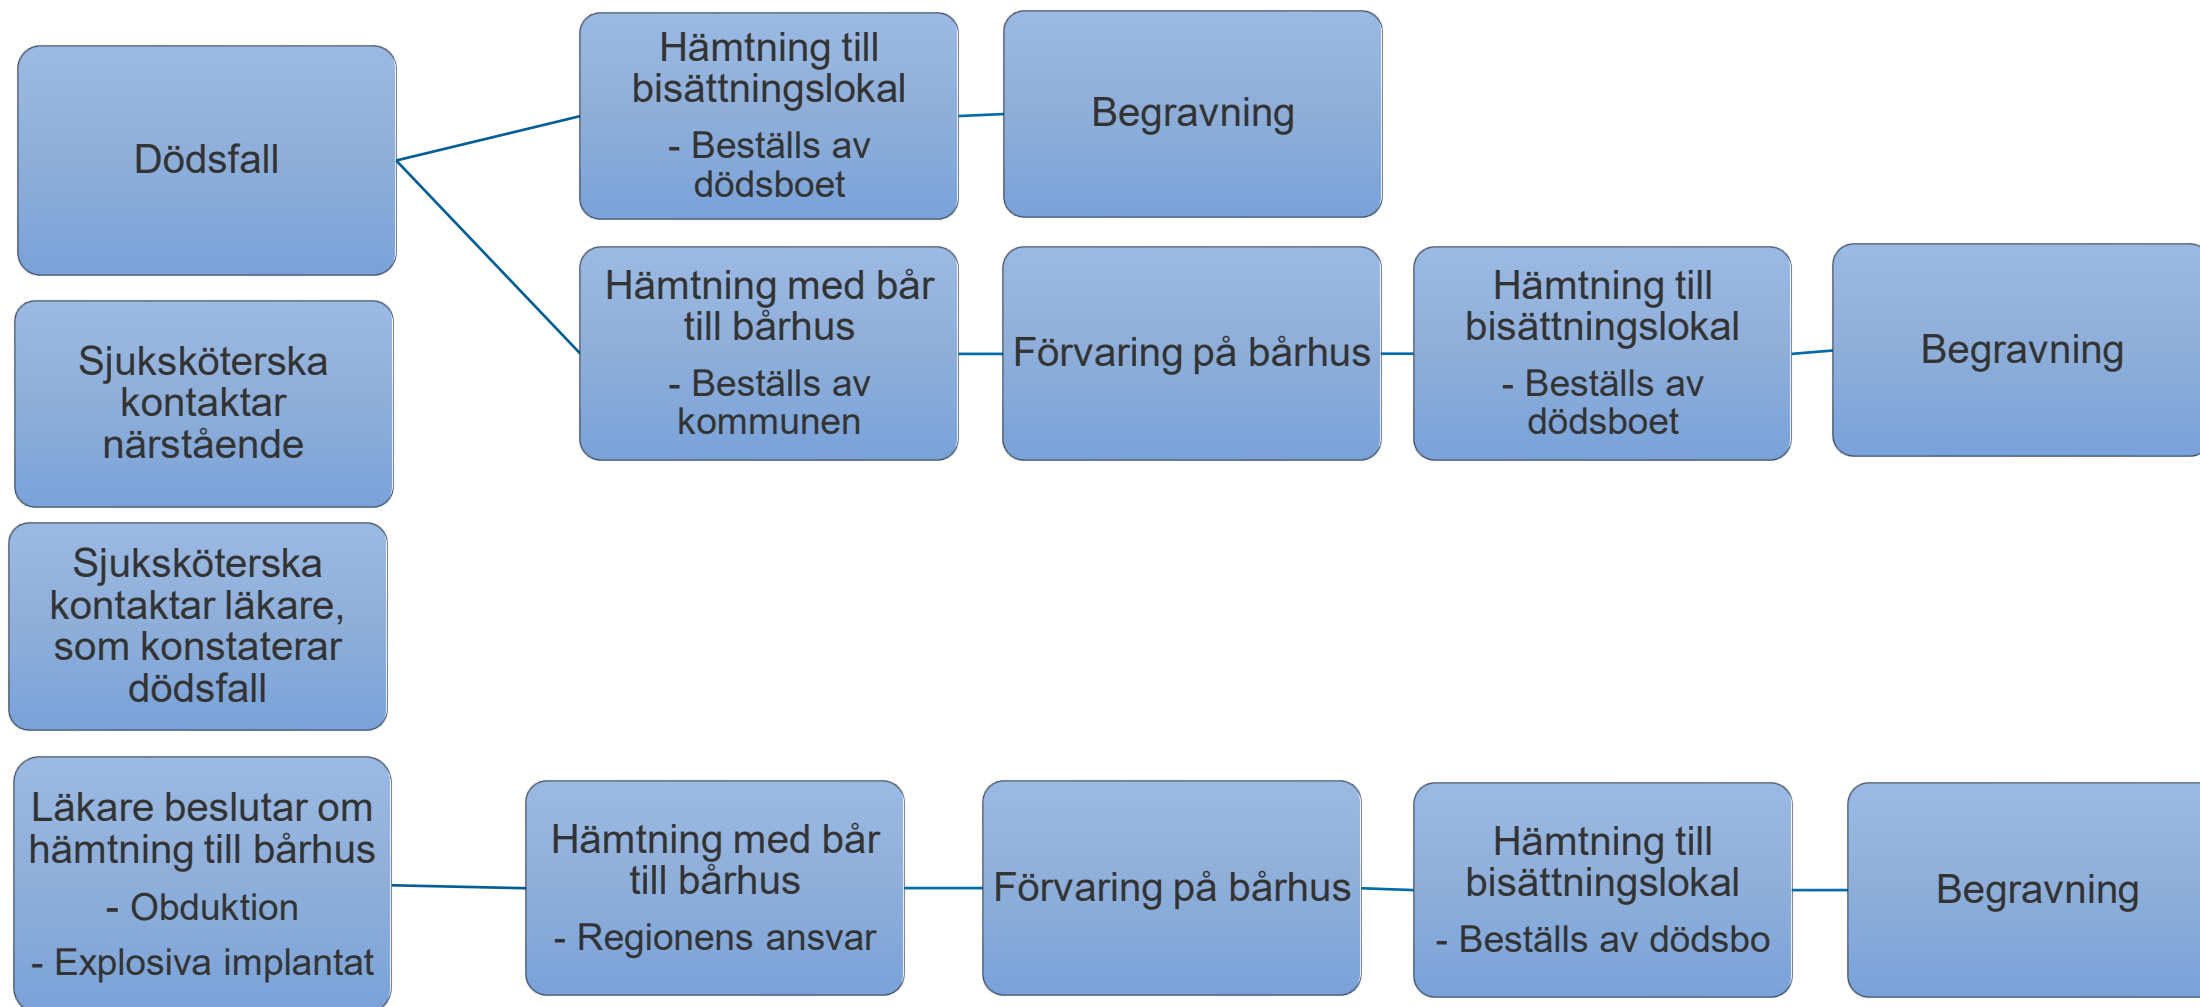 Dödsfall
Hämtning till
bisättningslokal
- Beställs av
dödsboet
Begravning
Hämtning med bår
till bårhus
- Beställs av
kommunen
Förvaring på bårhus
Hämtning till
bisättningslokal
- Beställs av
dödsboet
Begravning
Sjuksköterska
kontaktar
närstående
Sjuksköterska
kontaktar läkare,
som konstaterar
dödsfall
Läkare beslutar om
hämtning till bårhus
- Obduktion
- Explosiva implantat
Hämtning med bår
till bårhus
- Regionens ansvar
Förvaring på bårhus
Hämtning till
bisättningslokal
- Beställs av dödsbo
Begravning